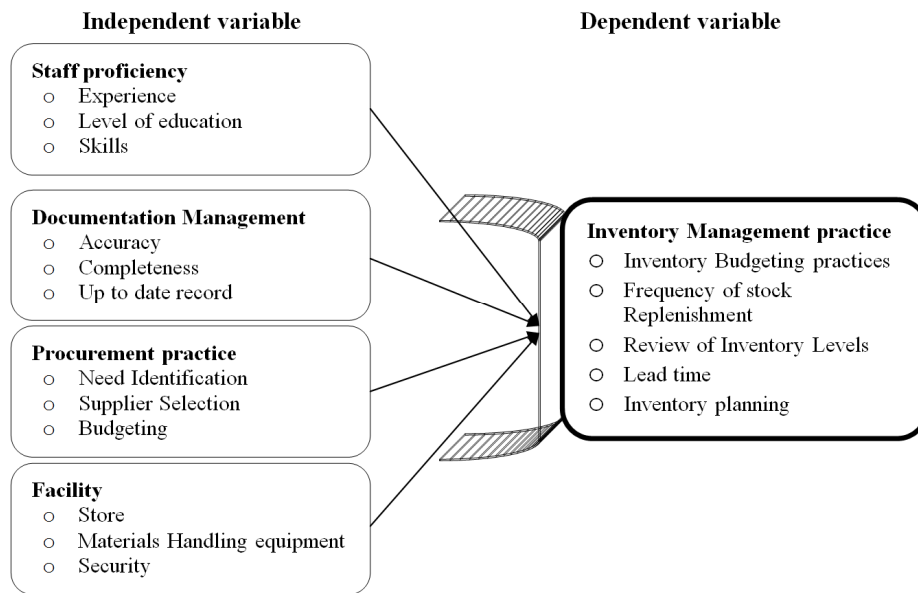 Independent variable
Dependent variable
Staff proficiency
o Experience
o Level of education
o Skills
Documentation Management
o Accuracy
o Completeness
o Up to date record
Procurement practice
o Need Identification
o Supplier Selection
o Budgeting
Facility
o Store
o Materials Handling equipment
o Security
Inventory Management practice
o Inventory Budgeting practices
o Frequency of stock
Replenishment
o Review of Inventory Levels
o Lead time
o Inventory planning